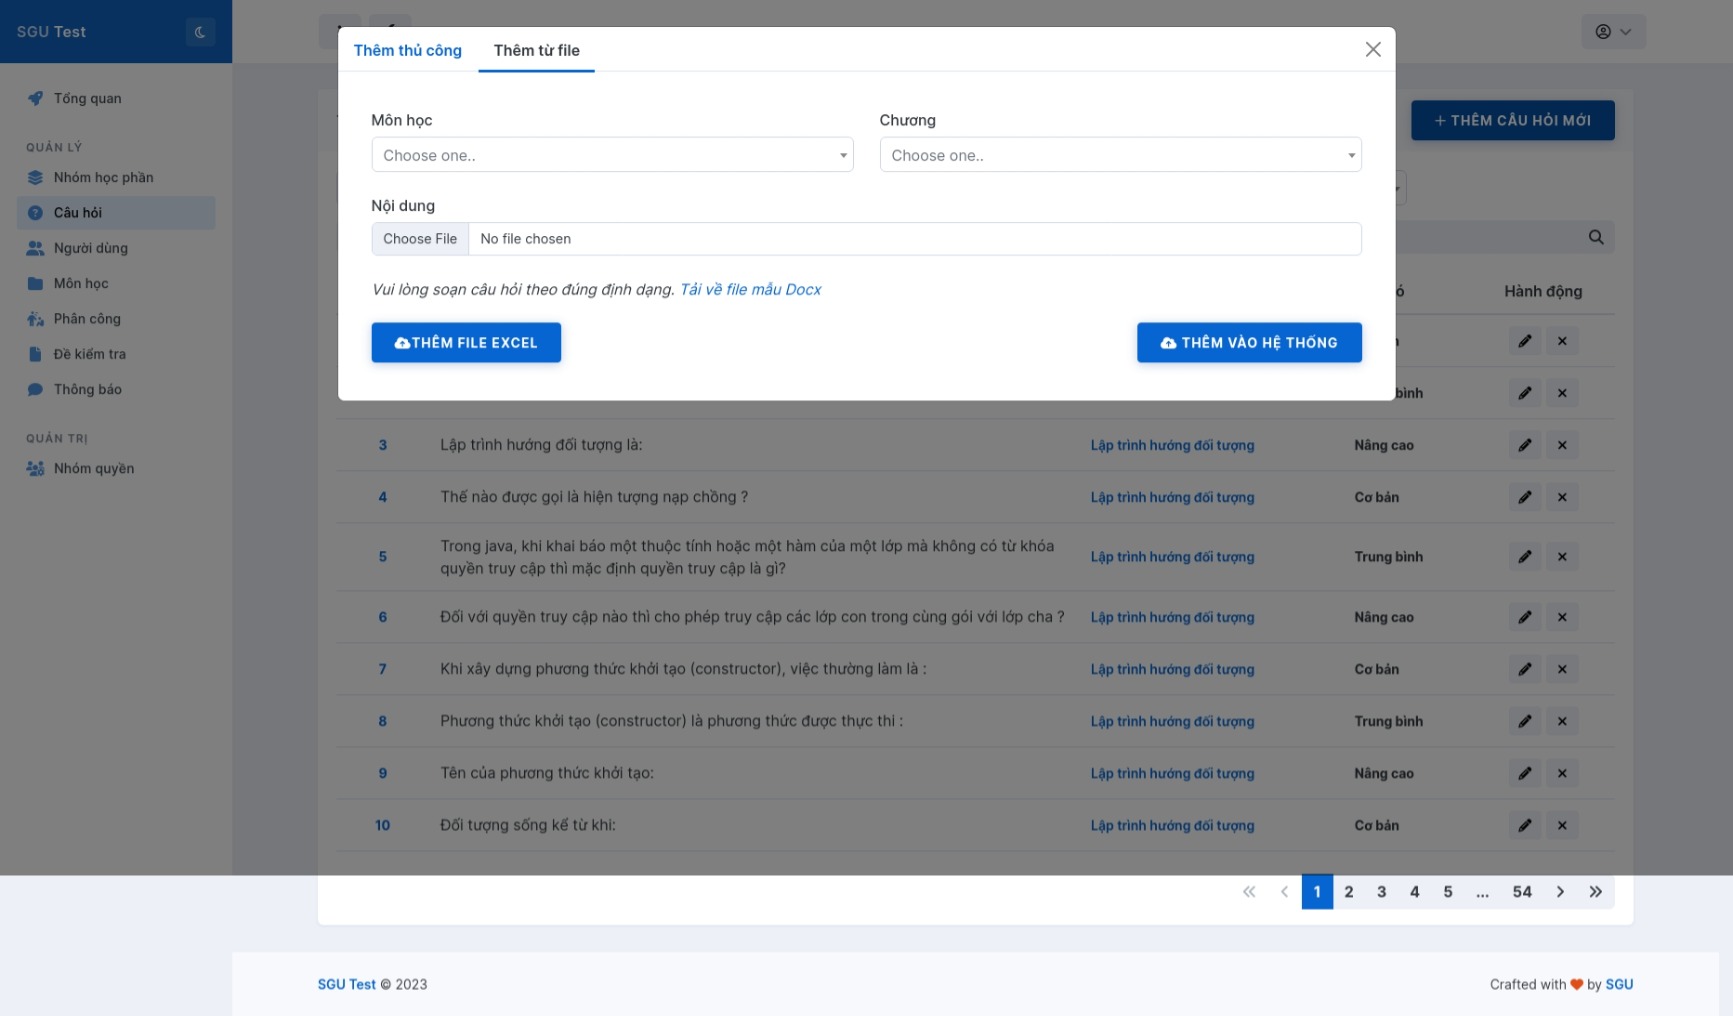 SGU Test
Tổng quan
QUẢN LÝ
Nhóm học phần
Câu hỏi
Người dùng
Môn học
Phân công
Đề kiểm tra
Thông báo
QUẢN TRỊ
Nhóm quyền
Thêm thủ công
Thêm từ file
Môn học
Chương
Choose one..
Choose one..
Nội dung
Choose File
No file chosen
Vui lòng soạn câu hỏi theo đúng định dạng. Tải về file mẫu Docx
THÊM FILE EXCEL
THÊM VÀO HỆ THỐNG
+ THÊM CÂU HỎI MỚI
Hành động
bình
3 Lập trình hướng đối tượng là: Lập trình hướng đối tượng Nâng cao
4 Thế nào được gọi là hiện tượng nạp chồng ? Lập trình hướng đối tượng Cơ bản
5 Trong java, khi khai báo một thuộc tính hoặc một hàm của một lớp mà không có từ khóa
quyền truy cập thì mặc định quyền truy cập là gì? Lập trình hướng đối tượng Trung bình
6 Đối với quyền truy cập nào thì cho phép truy cập các lớp con trong cùng gói với lớp cha ? Lập trình hướng đối tượng Nâng cao
7 Khi xây dựng phương thức khởi tạo (constructor), việc thường làm là : Lập trình hướng đối tượng Cơ bản
8 Phương thức khởi tạo (constructor) là phương thức được thực thi : Lập trình hướng đối tượng Trung bình
9 Tên của phương thức khởi tạo: Lập trình hướng đối tượng Nâng cao
10 Đối tượng sống kể từ khi: Lập trình hướng đối tượng Cơ bản
1 2 3 4 5 ... 54
SGU Test © 2023
Crafted with ❤ by SGU